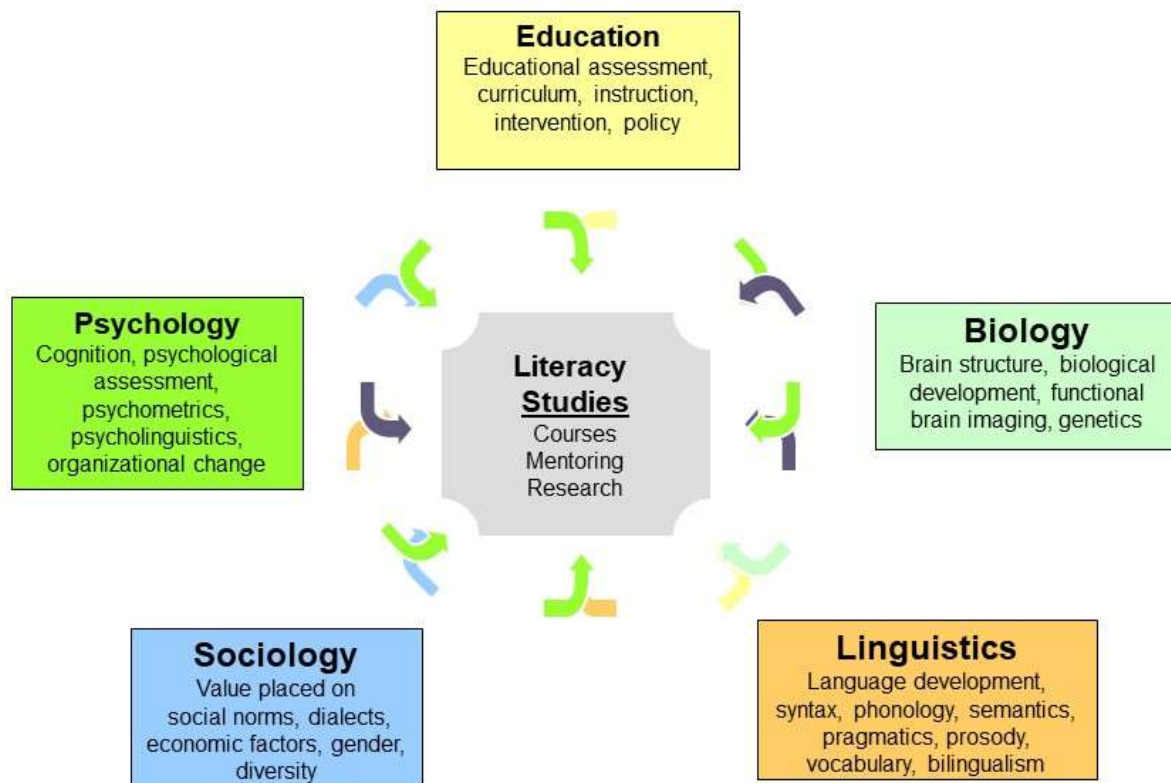 Education
Educational assessment,
curriculum, instruction,
intervention, policy
Psychology
Cognition, psychological
assessment,
psychometrics,
psycholinguistics,
organizational change
Literacy
Studies
Courses
Mentoring
Research
Biology
Brain structure, biological
development, functional
brain imaging, genetics
Sociology
Value placed on
social norms, dialects,
economic factors, gender,
diversity
Linguistics
Language development,
syntax, phonology, semantics,
pragmatics, prosody,
vocabulary, bilingualism